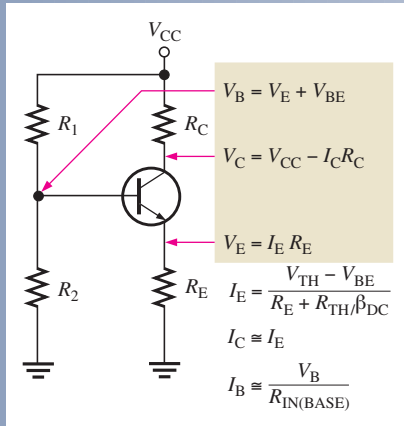 V_CC
R_1
R_C
V_B = V_E + V_BE
V_C = V_CC − I_C R_C
V_E = I_E R_E
R_2
R_E
I_E = (V_TH − V_BE) / (R_E + R_TH/β_DC)
I_C ≅ I_E
I_B ≅ V_B / R_IN(BASE)